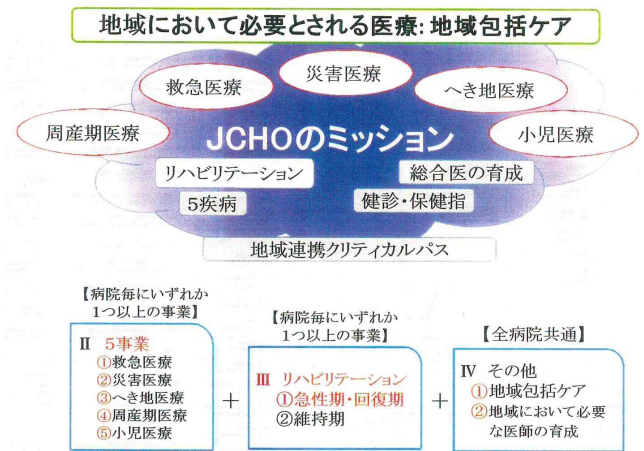 地域において必要とされる医療:地域包括ケア
災害医療
救急医療
へき地医療
周産期医療
小児医療
JCHOのミッション
リハビリテーション
総合医の育成
5疾病
健診・保健指
地域連携クリティカルパス
【病院毎にいずれか
1つ以上の事業】
II 5事業
①救急医療
②災害医療
③へき地医療
④周産期医療
⑤小児医療
+
【病院毎にいずれか
1つ以上の事業】
III リハビリテーション
①急性期・回復期
②維持期
+
【全病院共通】
IV その他
①地域包括ケア
②地域において必要
な医師の育成